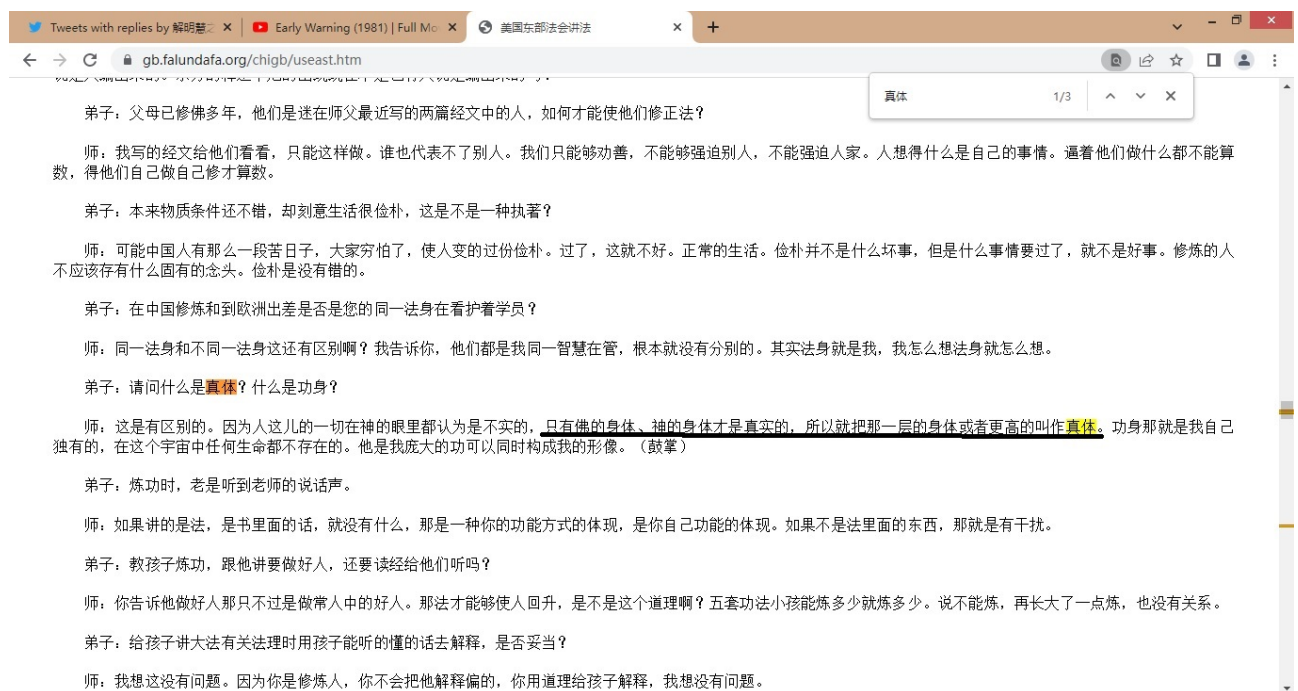 Tweets with replies by 解明慧之
Early Warning (1981) | Full Mo
美国东部法会讲法
gb.falundafa.org/chigb/useast.htm
真体 1/3
弟子：父母已修佛多年，他们是迷在师父最近写的两篇经文中的人，如何才能使他们修正法？
师：我写的经文给他们看看，只能这样做。谁也代表不了别人。我们只能够劝善，不能够强迫别人，不能强迫人家。人想得什么是自己的事情。逼着他们做什么都不能算
数，得他们自己做自己修才算数。
弟子：本来物质条件还不错，却刻意生活很俭朴，这是不是一种执著？
师：可能中国人有那么一段苦日子，大家穷怕了，使人变的过份俭朴。过了，这就不好。正常的生活。俭朴并不是什么坏事，但是什么事情要过了，就不是好事。修炼的人
不应该存有什么固有的念头。俭朴是没有错的。
弟子：在中国修炼和到欧洲出差是否是您的同一法身在看护着学员？
师：同一法身和不同一法身这还有区别啊？我告诉你，他们都是我同一智慧在管，根本就没有分别的。其实法身就是我，我怎么想法身就怎么想。
弟子：请问什么是真体？什么是功身？
师：这是有区别的。因为人这儿的一切在神的眼里都认为是不实的，只有佛的身体、神的身体才是真实的，所以就把那一层的身体或者更高的叫作真体。功身那就是我自己
独有的，在这个宇宙中任何生命都不存在的。他是我庞大的功可以同时构成我的形像。（鼓掌）
弟子：炼功时，老是听到老师的说话声。
师：如果讲的是法，是书里面的话，就没有什么，那是一种你的功能方式的体现，是你自己功能的体现。如果不是法里面的东西，那就是有干扰。
弟子：教孩子炼功，跟他讲要做好人，还要读经给他们听吗？
师：你告诉他做好人那只不过是做常人中的好人。那法才能够使人回升，是不是这个道理啊？五套功法小孩能炼多少就炼多少。说不能炼，再长大了一点炼，也没有关系。
弟子：给孩子讲大法有关法理时用孩子能听的懂的话去解释，是否妥当？
师：我想这没有问题。因为你是修炼人，你不会把他解释偏的，你用道理给孩子解释，我想没有问题。